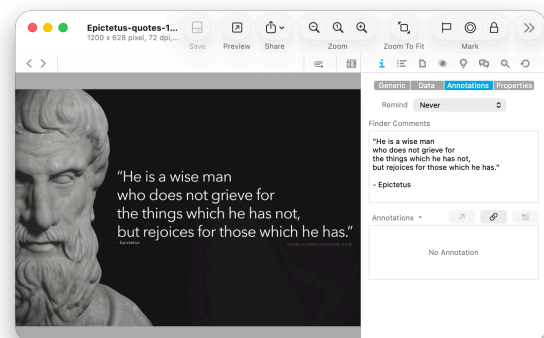 Epictetus-quotes-1...
1200 x 628 pixel, 72 dpi,...
Save
Preview
Share
Zoom
Zoom To Fit
Mark
Generic
Data
Annotations
Properties
Remind
Never
Finder Comments
"He is a wise man
who does not grieve for
the things which he has not,
but rejoices for those which he has."
- Epictetus
Annotations
No Annotation
“He is a wise man
who does not grieve for
the things which he has not,
but rejoices for those which he has.”
- Epictetus
FEARLESSMOTIVATION.COM